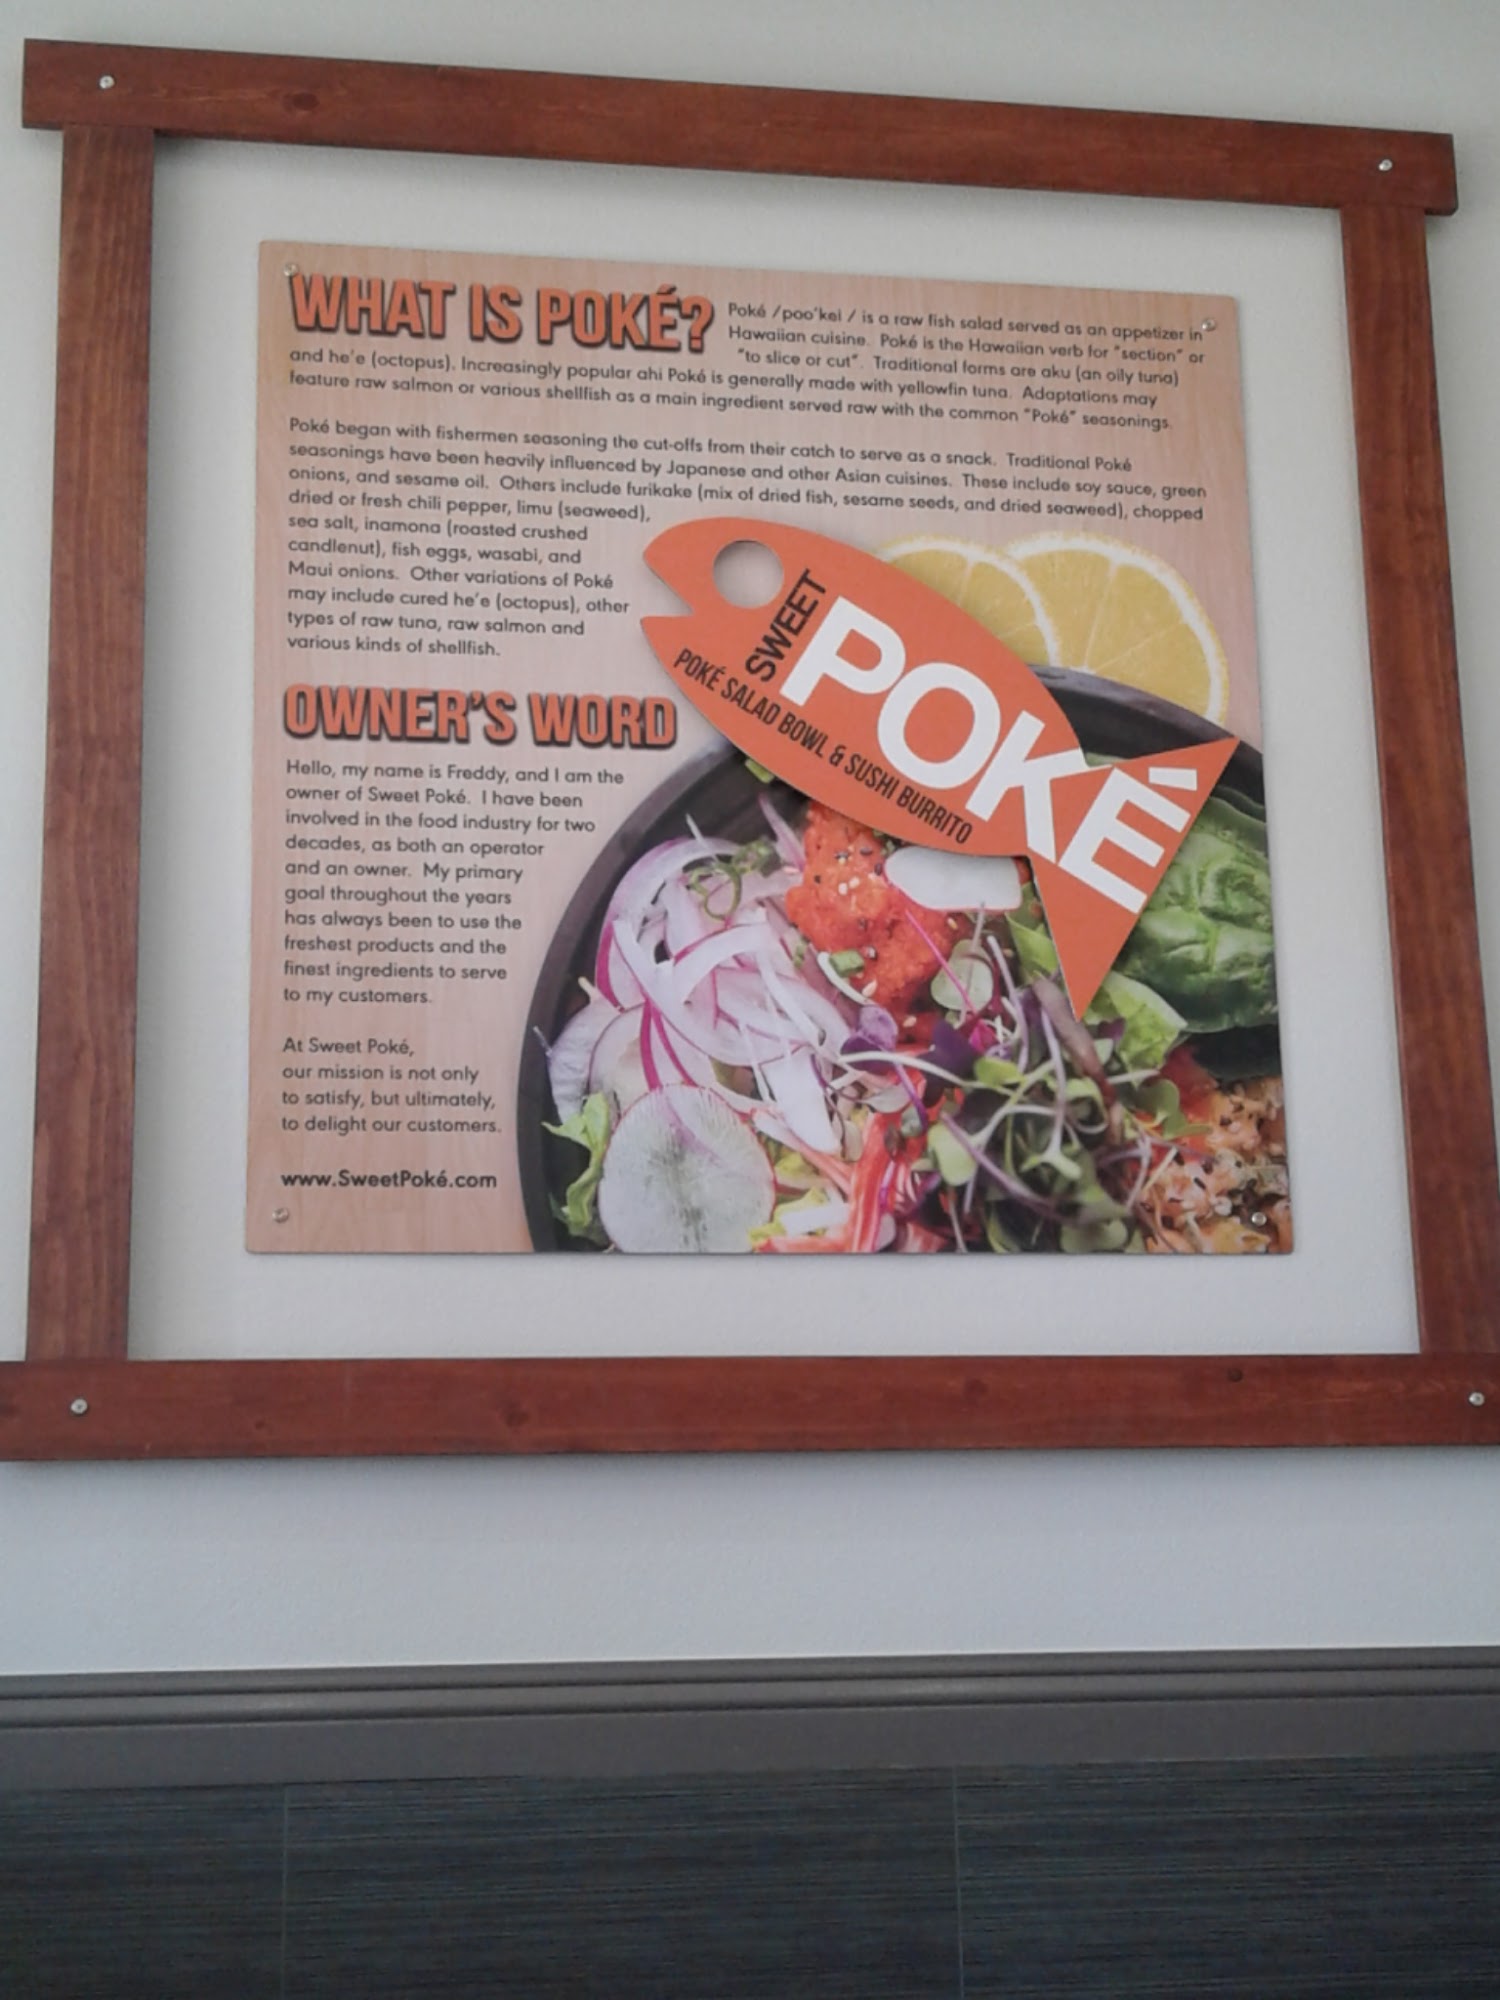 WHAT IS POKÉ?
Poké /poo'kei / is a raw fish salad served as an appetizer in
Hawaiian cuisine. Poké is the Hawaiian verb for "section" or
"to slice or cut". Traditional forms are aku (an oily tuna)
and he'e (octopus). Increasingly popular ahi Poké is generally made with yellowfin tuna. Adaptations may
feature raw salmon or various shellfish as a main ingredient served raw with the common "Poké" seasonings.
Poké began with fishermen seasoning the cut-offs from their catch to serve as a snack. Traditional Poké
seasonings have been heavily influenced by Japanese and other Asian cuisines. These include soy sauce, green
onions, and sesame oil. Others include furikake (mix of dried fish, sesame seeds, and dried seaweed), chopped
dried or fresh chili pepper, limu (seaweed),
sea salt, inamona (roasted crushed
candlenut), fish eggs, wasabi, and
Maui onions. Other variations of Poké
may include cured he'e (octopus), other
types of raw tuna, raw salmon and
various kinds of shellfish.
SWEET
POKÉ
POKÉ SALAD BOWL & SUSHI BURRITO
OWNER'S WORD
Hello, my name is Freddy, and I am the
owner of Sweet Poké. I have been
involved in the food industry for two
decades, as both an operator
and an owner. My primary
goal throughout the years
has always been to use the
freshest products and the
finest ingredients to serve
to my customers.
At Sweet Poké,
our mission is not only
to satisfy, but ultimately,
to delight our customers.
www.SweetPoké.com